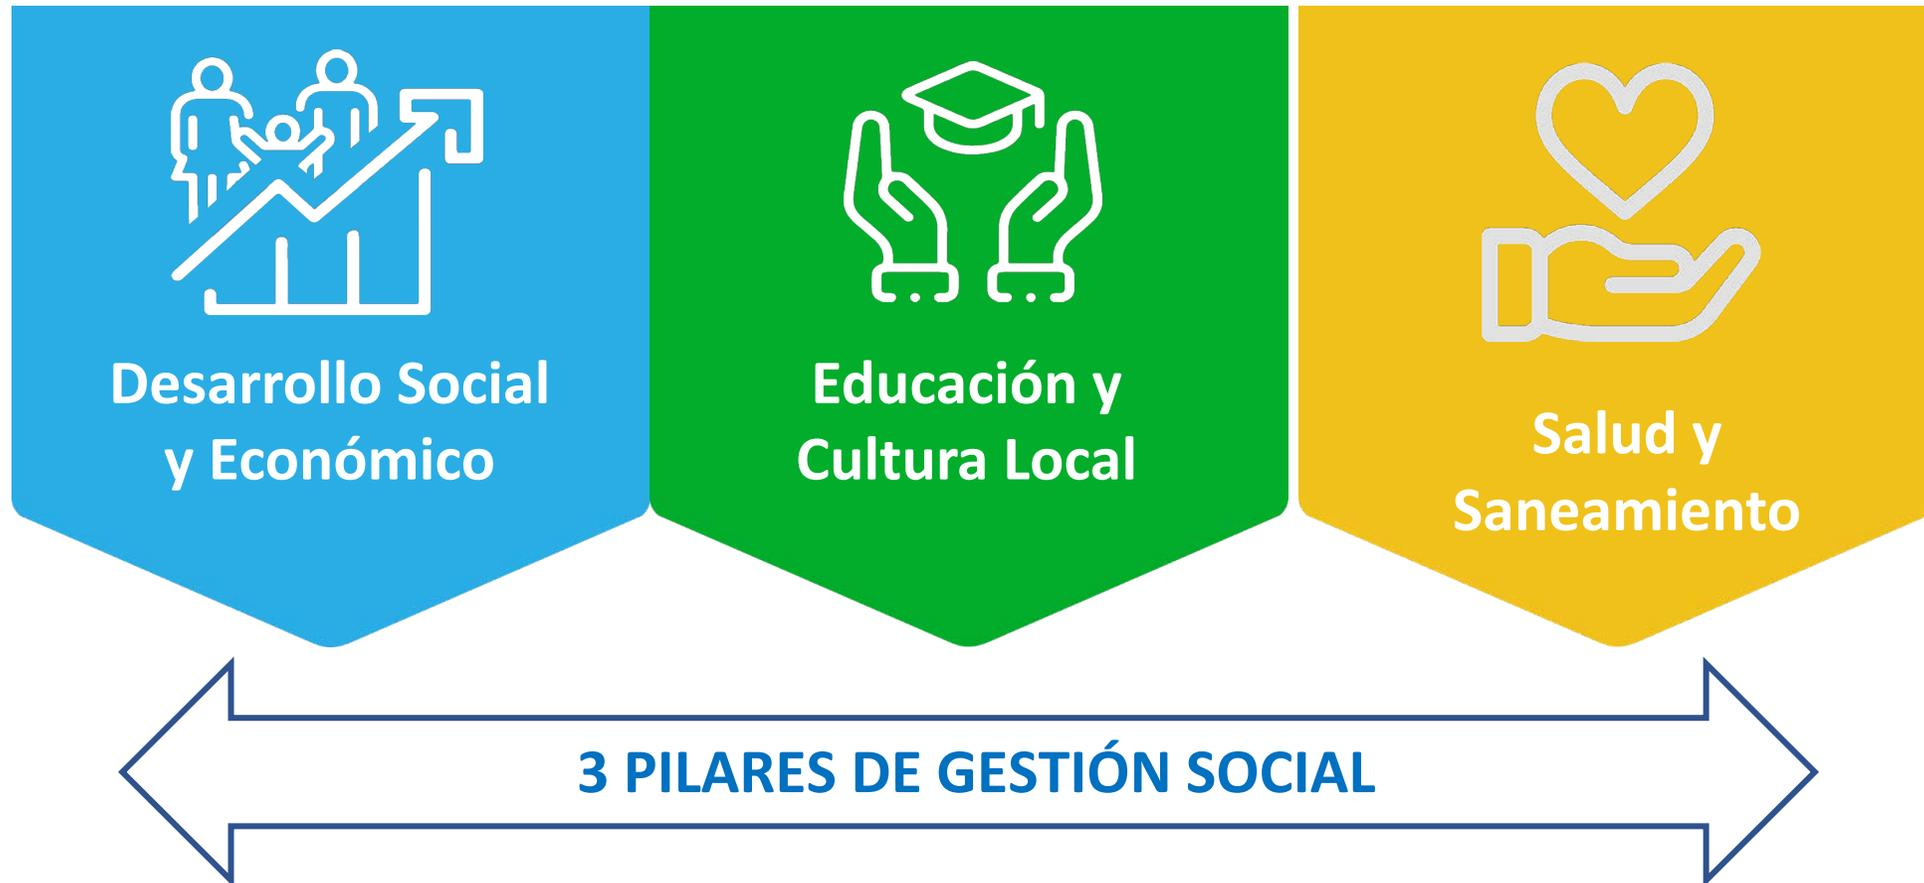 Desarrollo Social
y Económico
Educación y
Cultura Local
Salud y
Saneamiento
3 PILARES DE GESTIÓN SOCIAL